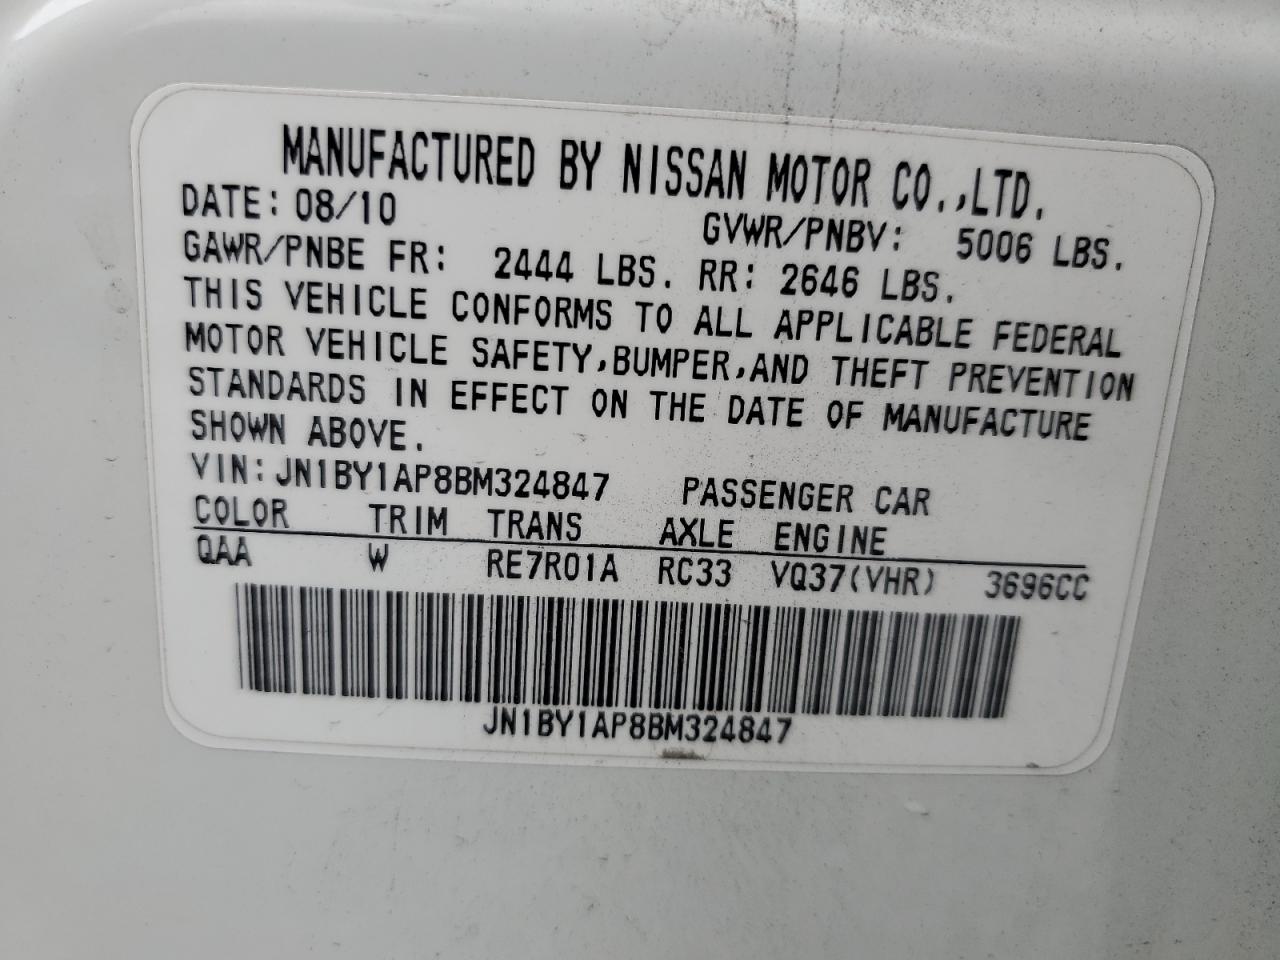 MANUFACTURED BY NISSAN MOTOR CO.,LTD.
DATE: 08/10 GVWR/PNBV: 5006 LBS.
GAWR/PNBE FR: 2444 LBS. RR: 2646 LBS.
THIS VEHICLE CONFORMS TO ALL APPLICABLE FEDERAL
MOTOR VEHICLE SAFETY,BUMPER,AND THEFT PREVENTION
STANDARDS IN EFFECT ON THE DATE OF MANUFACTURE
SHOWN ABOVE.
VIN: JN1BY1AP8BM324847 PASSENGER CAR
COLOR TRIM TRANS AXLE ENGINE
QAA W RE7R01A RC33 VQ37(VHR) 3696CC
JN1BY1AP8BM324847